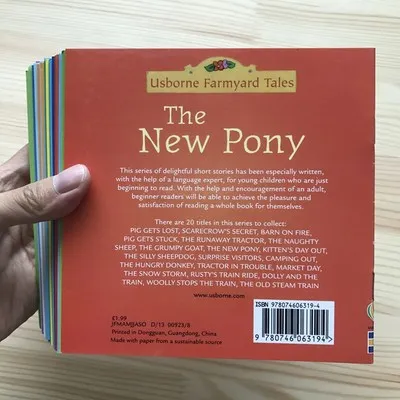 Usborne Farmyard Tales
The
New Pony
This series of delightful short stories has been especially written,
with the help of a language expert, for young children who are just
beginning to read. With the help and encouragement of an adult,
beginner readers will be able to achieve the pleasure and
satisfaction of reading a whole book for themselves.
There are 20 titles in this series to collect:
PIG GETS LOST, SCARECROW'S SECRET, BARN ON FIRE,
PIG GETS STUCK, THE RUNAWAY TRACTOR, THE NAUGHTY
SHEEP, THE GRUMPY GOAT, THE NEW PONY, KITTEN'S DAY OUT,
THE SILLY SHEEPDOG, SURPRISE VISITORS, CAMPING OUT,
THE HUNGRY DONKEY, TRACTOR IN TROUBLE, MARKET DAY,
THE SNOW STORM, RUSTY'S TRAIN RIDE, DOLLY AND THE
TRAIN, WOOLLY STOPS THE TRAIN, THE OLD STEAM TRAIN
www.usborne.com
£1.99
JFMAMJJASO D/13 00923/8
Printed in Dongguan, Guangdong, China
Made with paper from a sustainable source
ISBN 978074606319-4
9 780746 063194 >